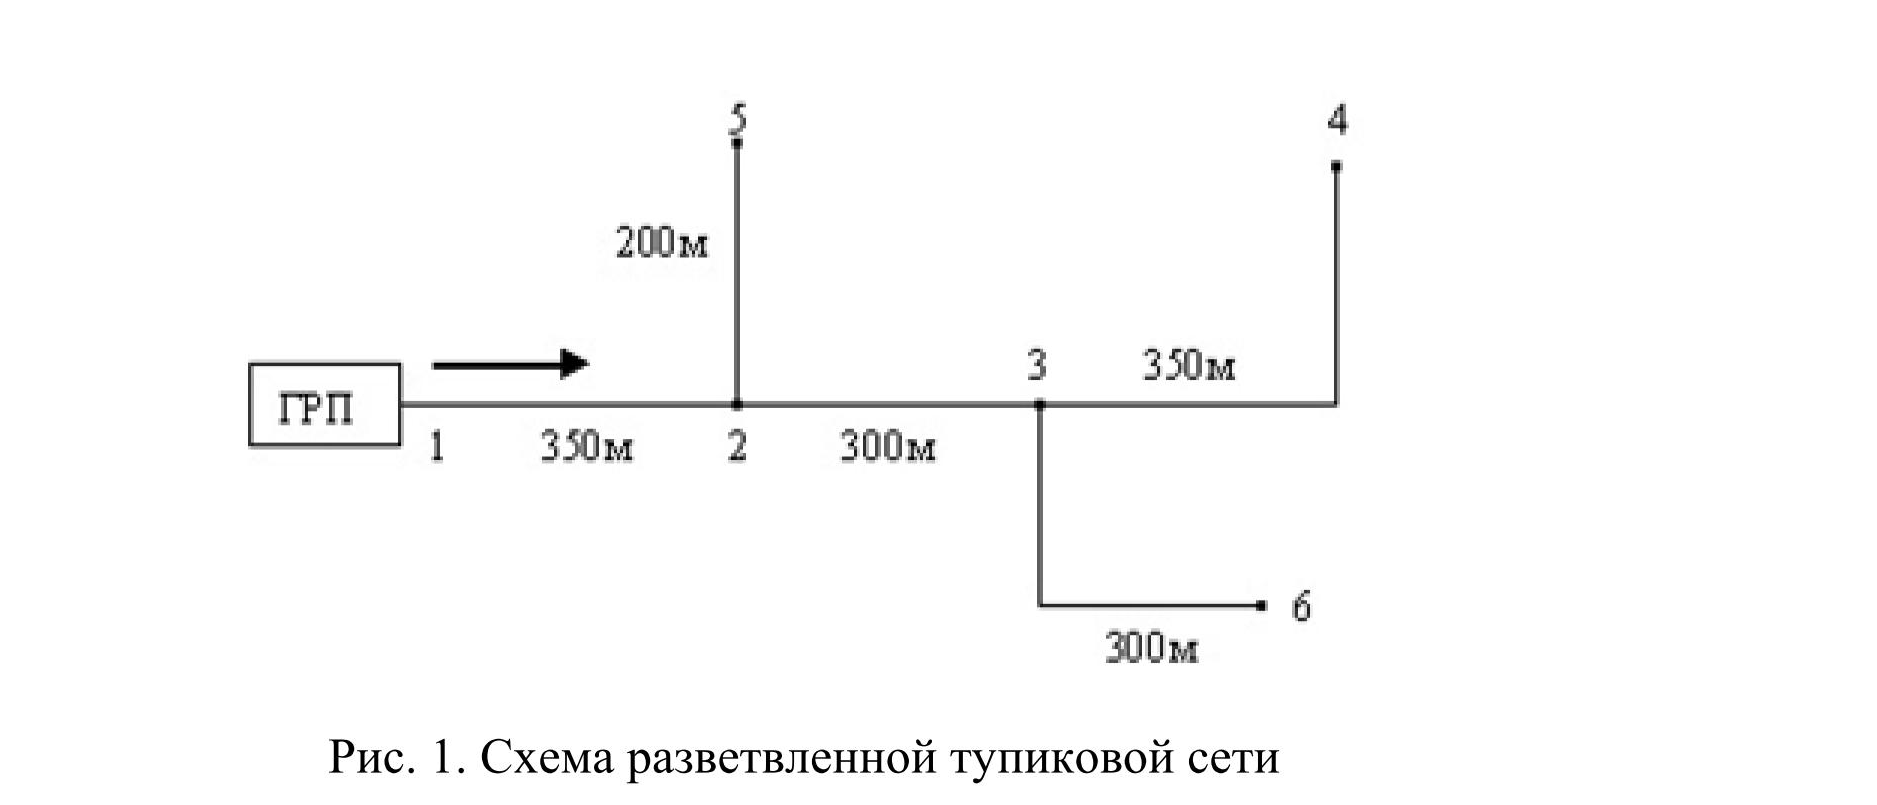 5
4
200м
3
350м
ГРП
1
350м
2
300м
6
300м
Рис. 1. Схема разветвленной тупиковой сети